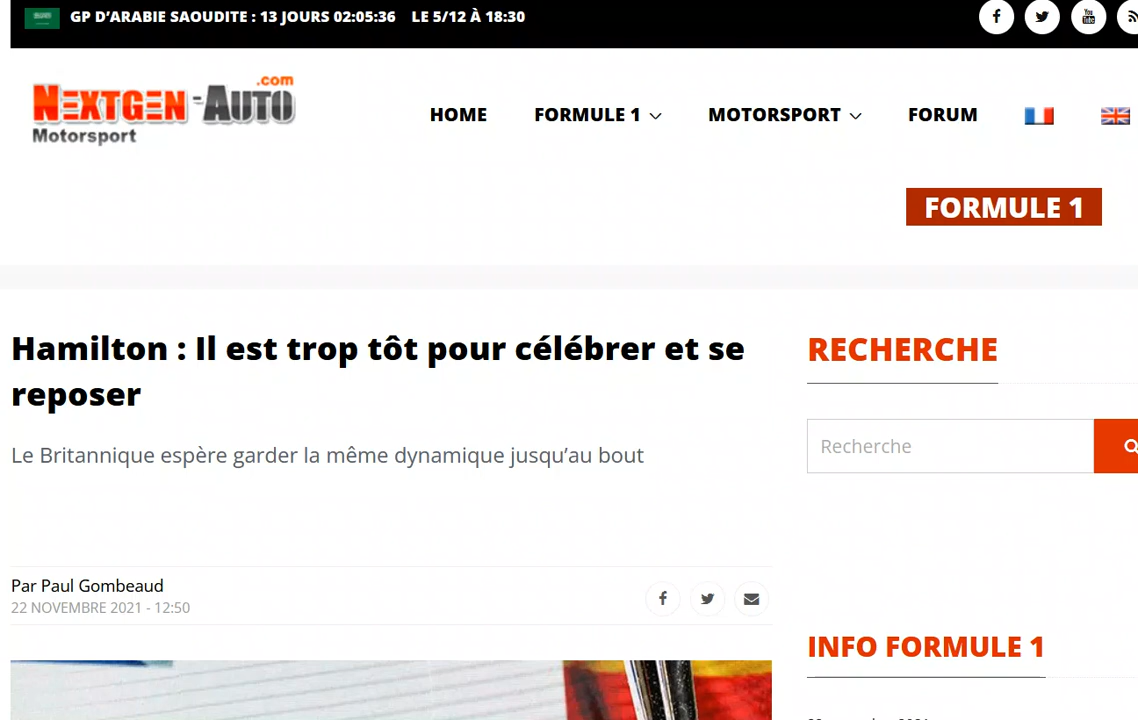 GP D’ARABIE SAOUDITE : 13 JOURS 02:05:36 LE 5/12 À 18:30
NEXTGEN-AUTO.com
Motorsport
HOME FORMULE 1 MOTORSPORT FORUM
FORMULE 1
Hamilton : Il est trop tôt pour célébrer et se
reposer
Le Britannique espère garder la même dynamique jusqu’au bout
Par Paul Gombeaud
22 NOVEMBRE 2021 - 12:50
RECHERCHE
Recherche
INFO FORMULE 1